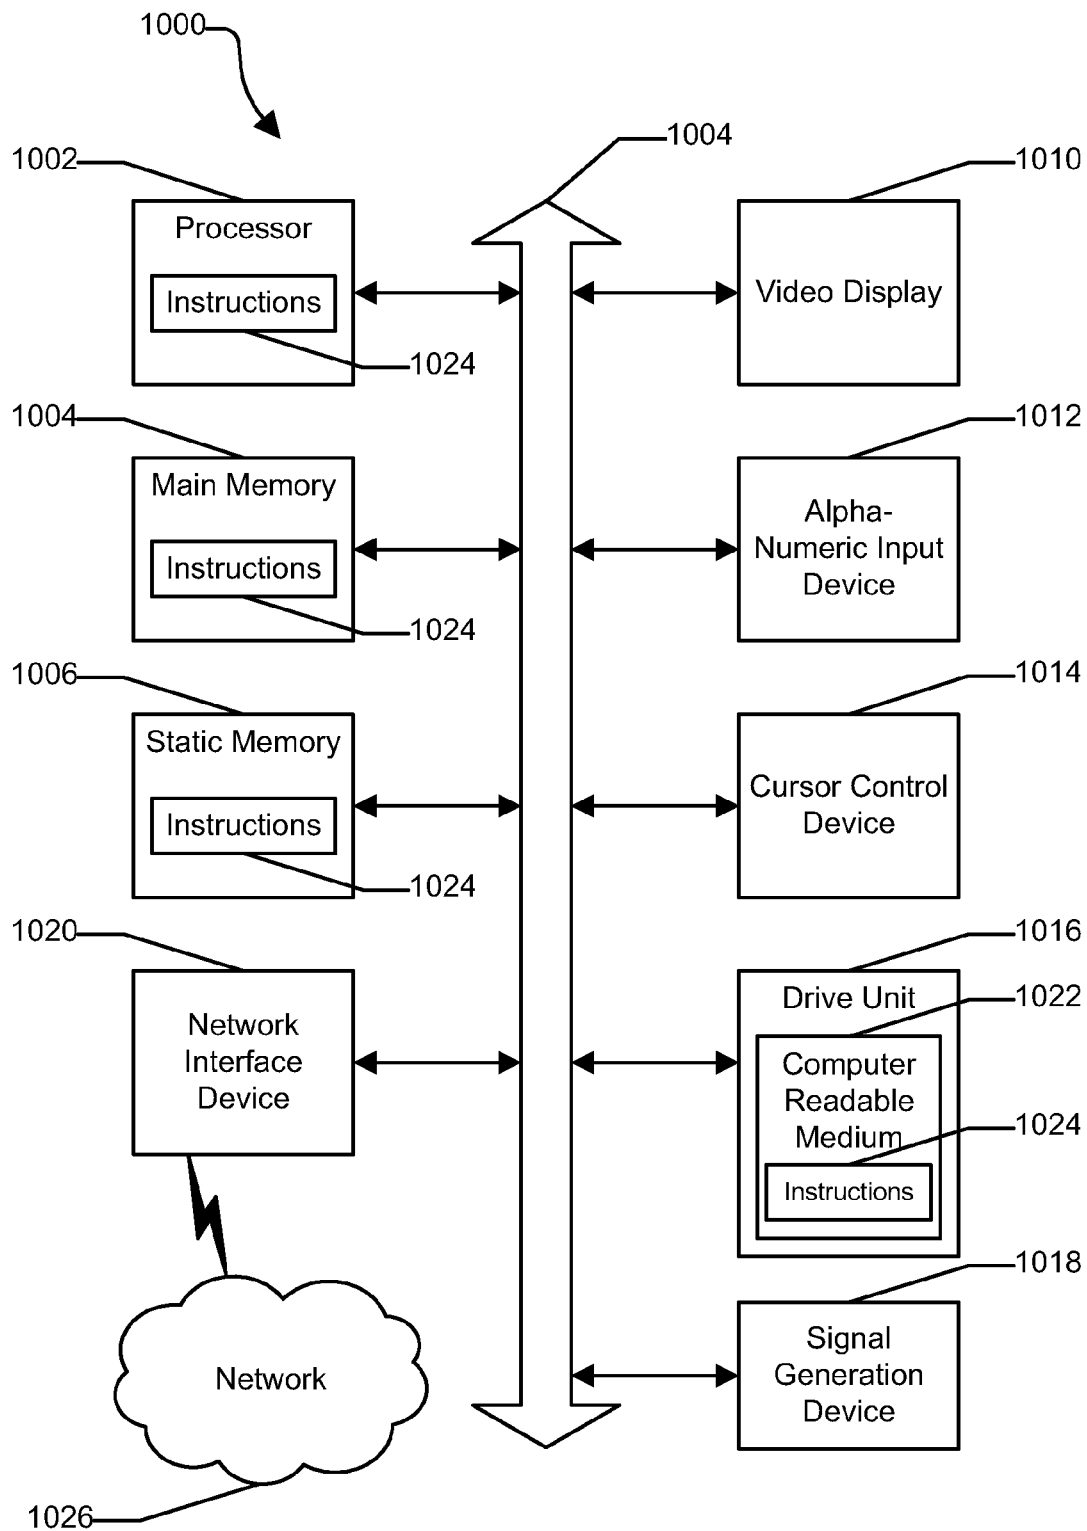 1000
1004
1002
Processor
Instructions
1024
1010
Video Display
1004
Main Memory
Instructions
1024
1012
Alpha-
Numeric Input
Device
1006
Static Memory
Instructions
1024
1014
Cursor Control
Device
1020
Network
Interface
Device
1016
Drive Unit
1022
Computer
Readable
Medium
1024
Instructions
1018
Signal
Generation
Device
Network
1026